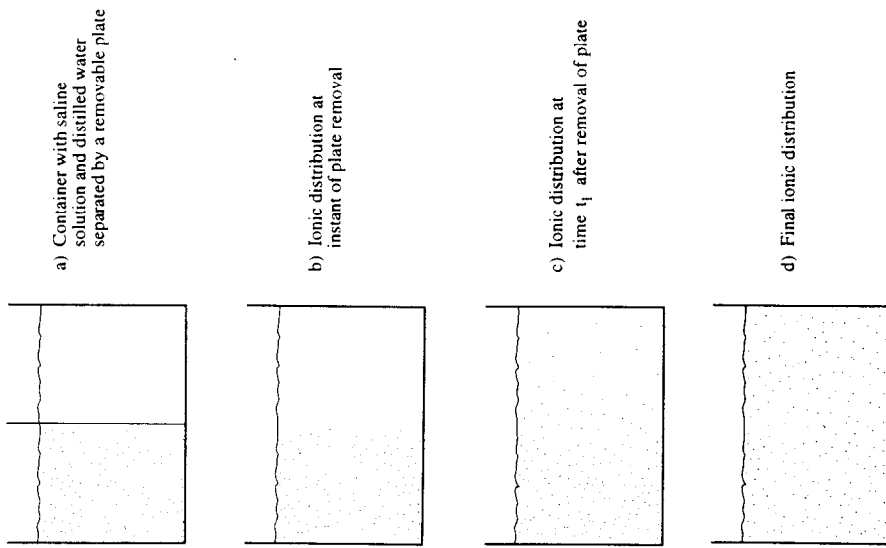 a) Container with saline
solution and distilled water
separated by a removable plate
b) Ionic distribution at
instant of plate removal
c) Ionic distribution at
time t₁ after removal of plate
d) Final ionic distribution